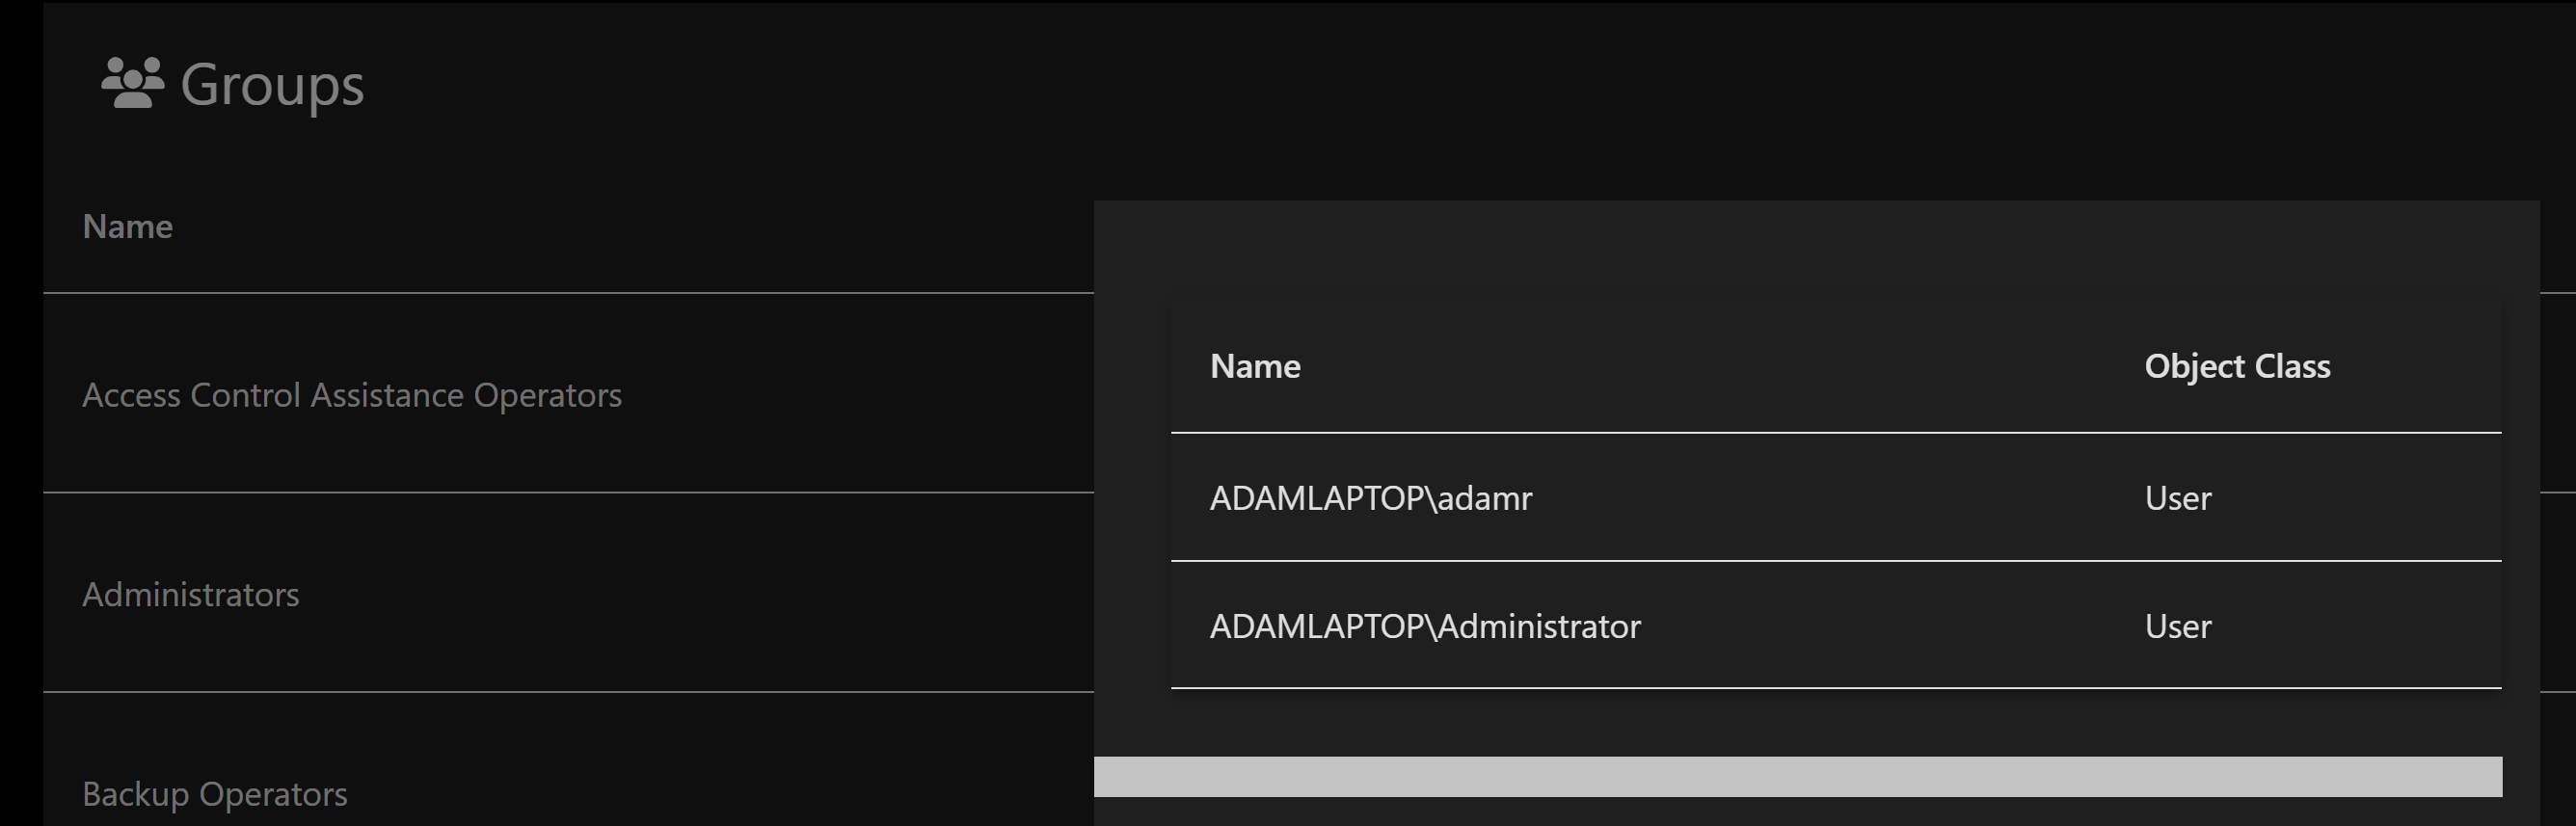 Groups
Name
Access Control Assistance Operators
Administrators
Backup Operators
Name Object Class
ADAMLAPTOP\adamr User
ADAMLAPTOP\Administrator User